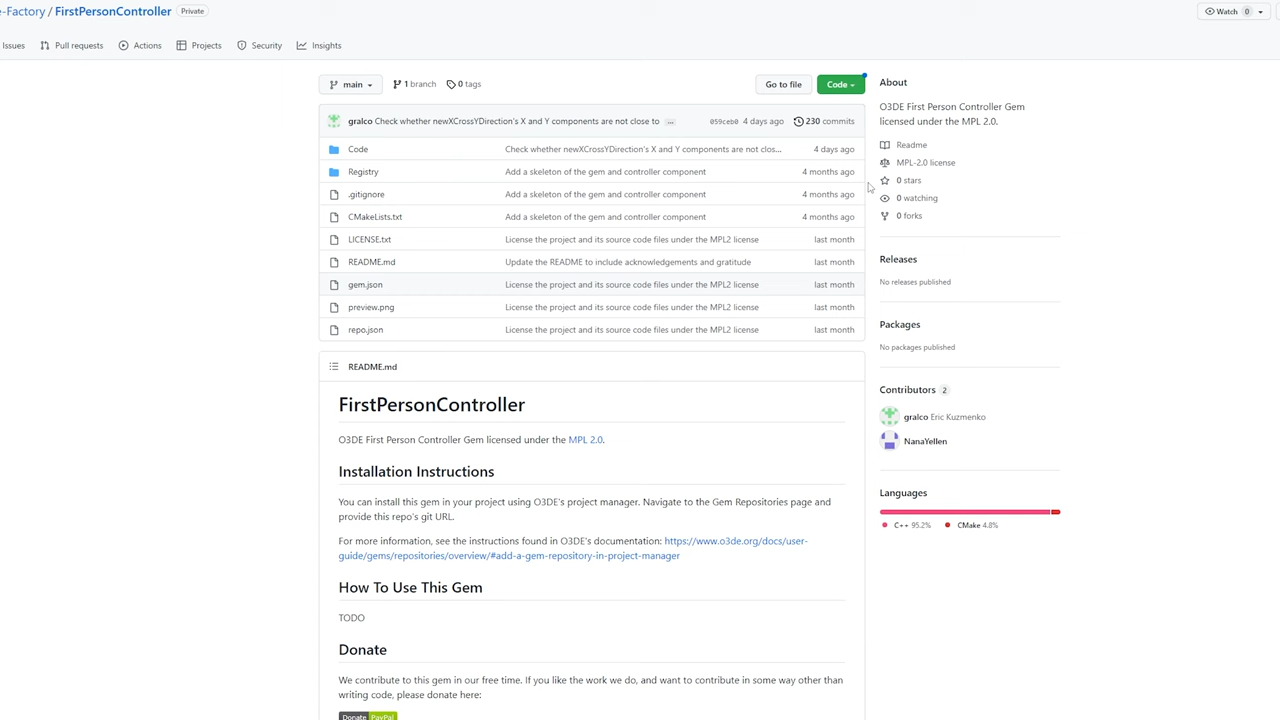 e-Factory / FirstPersonController Private
Watch 0
Issues Pull requests Actions Projects Security Insights
main 1 branch 0 tags Go to file Code
gralco Check whether newXCrossYDirection's X and Y components are not close to ... 059ceb0 4 days ago 230 commits
Code Check whether newXCrossYDirection's X and Y components are not clos... 4 days ago
Registry Add a skeleton of the gem and controller component 4 months ago
.gitignore Add a skeleton of the gem and controller component 4 months ago
CMakeLists.txt Add a skeleton of the gem and controller component 4 months ago
LICENSE.txt License the project and its source code files under the MPL2 license last month
README.md Update the README to include acknowledgements and gratitude last month
gem.json License the project and its source code files under the MPL2 license last month
preview.png License the project and its source code files under the MPL2 license last month
repo.json License the project and its source code files under the MPL2 license last month
README.md
FirstPersonController
O3DE First Person Controller Gem licensed under the MPL 2.0.
Installation Instructions
You can install this gem in your project using O3DE's project manager. Navigate to the Gem Repositories page and
provide this repo's git URL.
For more information, see the instructions found in O3DE's documentation: https://www.o3de.org/docs/user-
guide/gems/repositories/overview/#add-a-gem-repository-in-project-manager
How To Use This Gem
TODO
Donate
We contribute to this gem in our free time. If you like the work we do, and want to contribute in some way other than
writing code, please donate here:
Donate PayPal
About
O3DE First Person Controller Gem
licensed under the MPL 2.0.
Readme
MPL-2.0 license
0 stars
0 watching
0 forks
Releases
No releases published
Packages
No packages published
Contributors 2
gralco Eric Kuzmenko
NanaYellen
Languages
C++ 95.2% CMake 4.8%